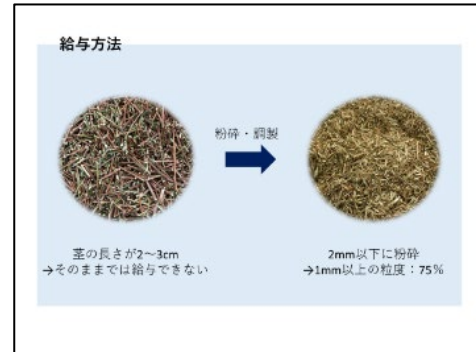 給与方法
粉砕・調製
茎の長さが2～3cm
→そのままでは給与できない
2mm以下に粉砕
→1mm以上の粒度：75%